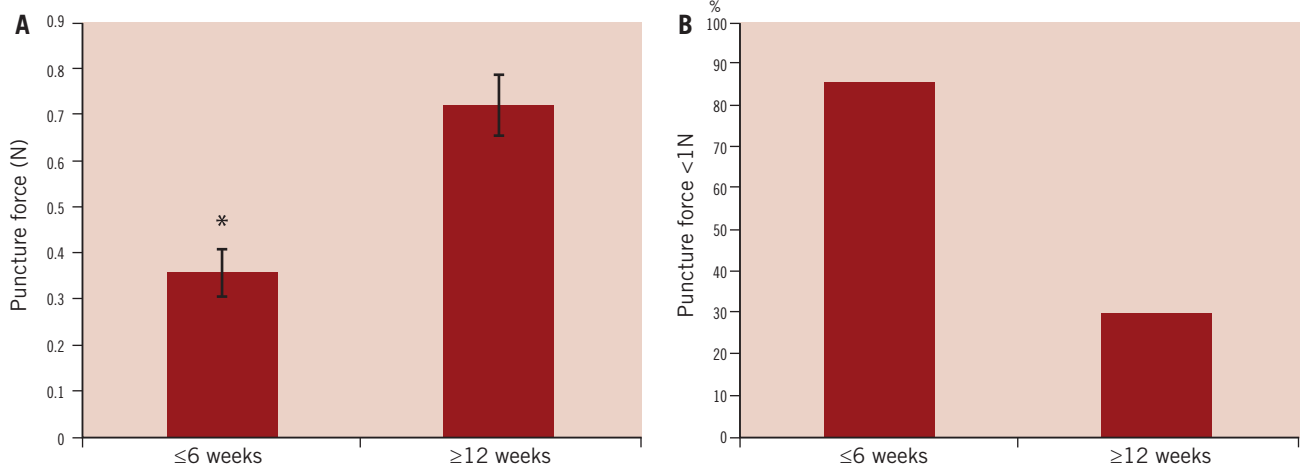 A
Puncture force (N)
0.9
0.8
0.7
0.6
0.5
0.4
0.3
0.2
0.1
0
*
≤6 weeks
≥12 weeks
B
%
Puncture force <1N
100
90
80
70
60
50
40
30
20
10
0
≤6 weeks
≥12 weeks